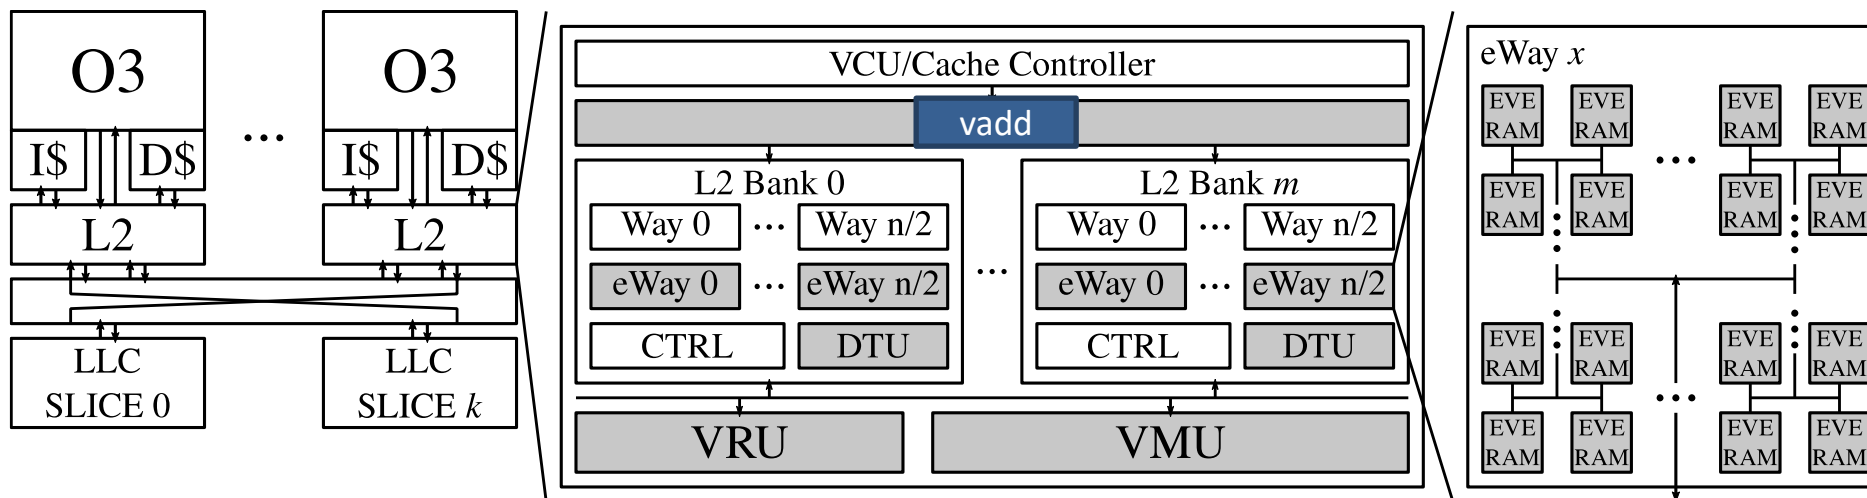 O3
...
O3
I$
D$
I$
D$
L2
L2
LLC
SLICE 0
LLC
SLICE k
VCU/Cache Controller
vadd
L2 Bank 0
Way 0 ... Way n/2
eWay 0 ... eWay n/2
CTRL
DTU
...
L2 Bank m
Way 0 ... Way n/2
eWay 0 ... eWay n/2
CTRL
DTU
VRU
VMU
eWay x
EVE EVE EVE EVE
RAM RAM RAM RAM
...
EVE EVE EVE EVE
RAM RAM RAM RAM
EVE EVE EVE EVE
RAM RAM RAM RAM
...
EVE EVE EVE EVE
RAM RAM RAM RAM